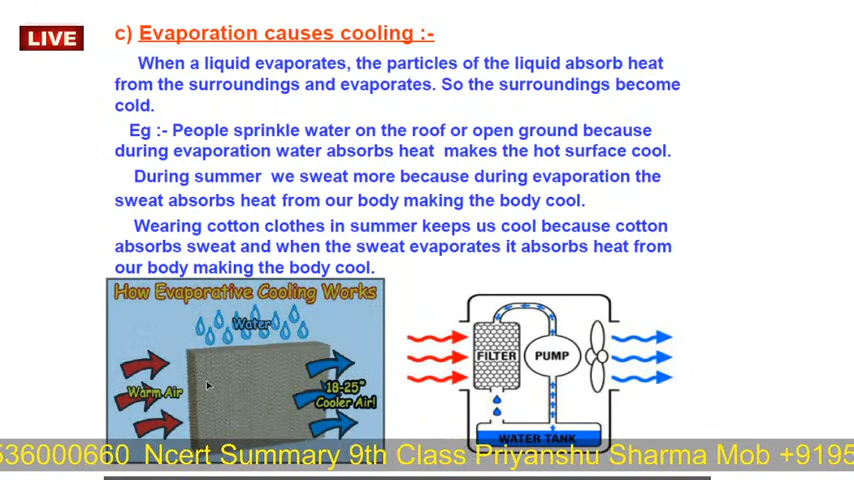 LIVE
c) Evaporation causes cooling :-
When a liquid evaporates, the particles of the liquid absorb heat
from the surroundings and evaporates. So the surroundings become
cold.
Eg :- People sprinkle water on the roof or open ground because
during evaporation water absorbs heat makes the hot surface cool.
During summer we sweat more because during evaporation the
sweat absorbs heat from our body making the body cool.
Wearing cotton clothes in summer keeps us cool because cotton
absorbs sweat and when the sweat evaporates it absorbs heat from
our body making the body cool.
How Evaporative Cooling Works
Water
Warm Air
18-25°
Cooler Air!
FILTER
PUMP
WATER TANK
536000660 Ncert Summary 9th Class Priyanshu Sharma Mob +9195